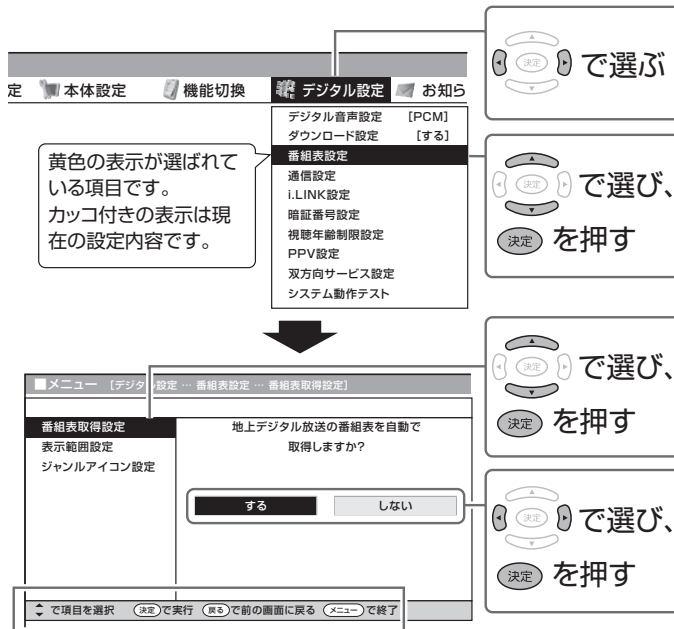 決定 で選ぶ
定 本体設定 機能切換 デジタル設定 お知ら
デジタル音声設定 [PCM]
ダウンロード設定 [する]
番組表設定
通信設定
i.LINK設定
暗証番号設定
視聴年齢制限設定
PPV設定
双方向サービス設定
システム動作テスト
黄色の表示が選ばれて
いる項目です。
カッコ付きの表示は現
在の設定内容です。
決定 で選び、
決定 を押す
決定 で選び、
決定 を押す
メニュー [デジタル設定 … 番組表設定 … 番組表取得設定]
番組表取得設定
表示範囲設定
ジャンルアイコン設定
地上デジタル放送の番組表を自動で
取得しますか?
する しない
決定 で選び、
決定 を押す
で項目を選択 決定で実行 戻るで前の画面に戻る メニューで終了